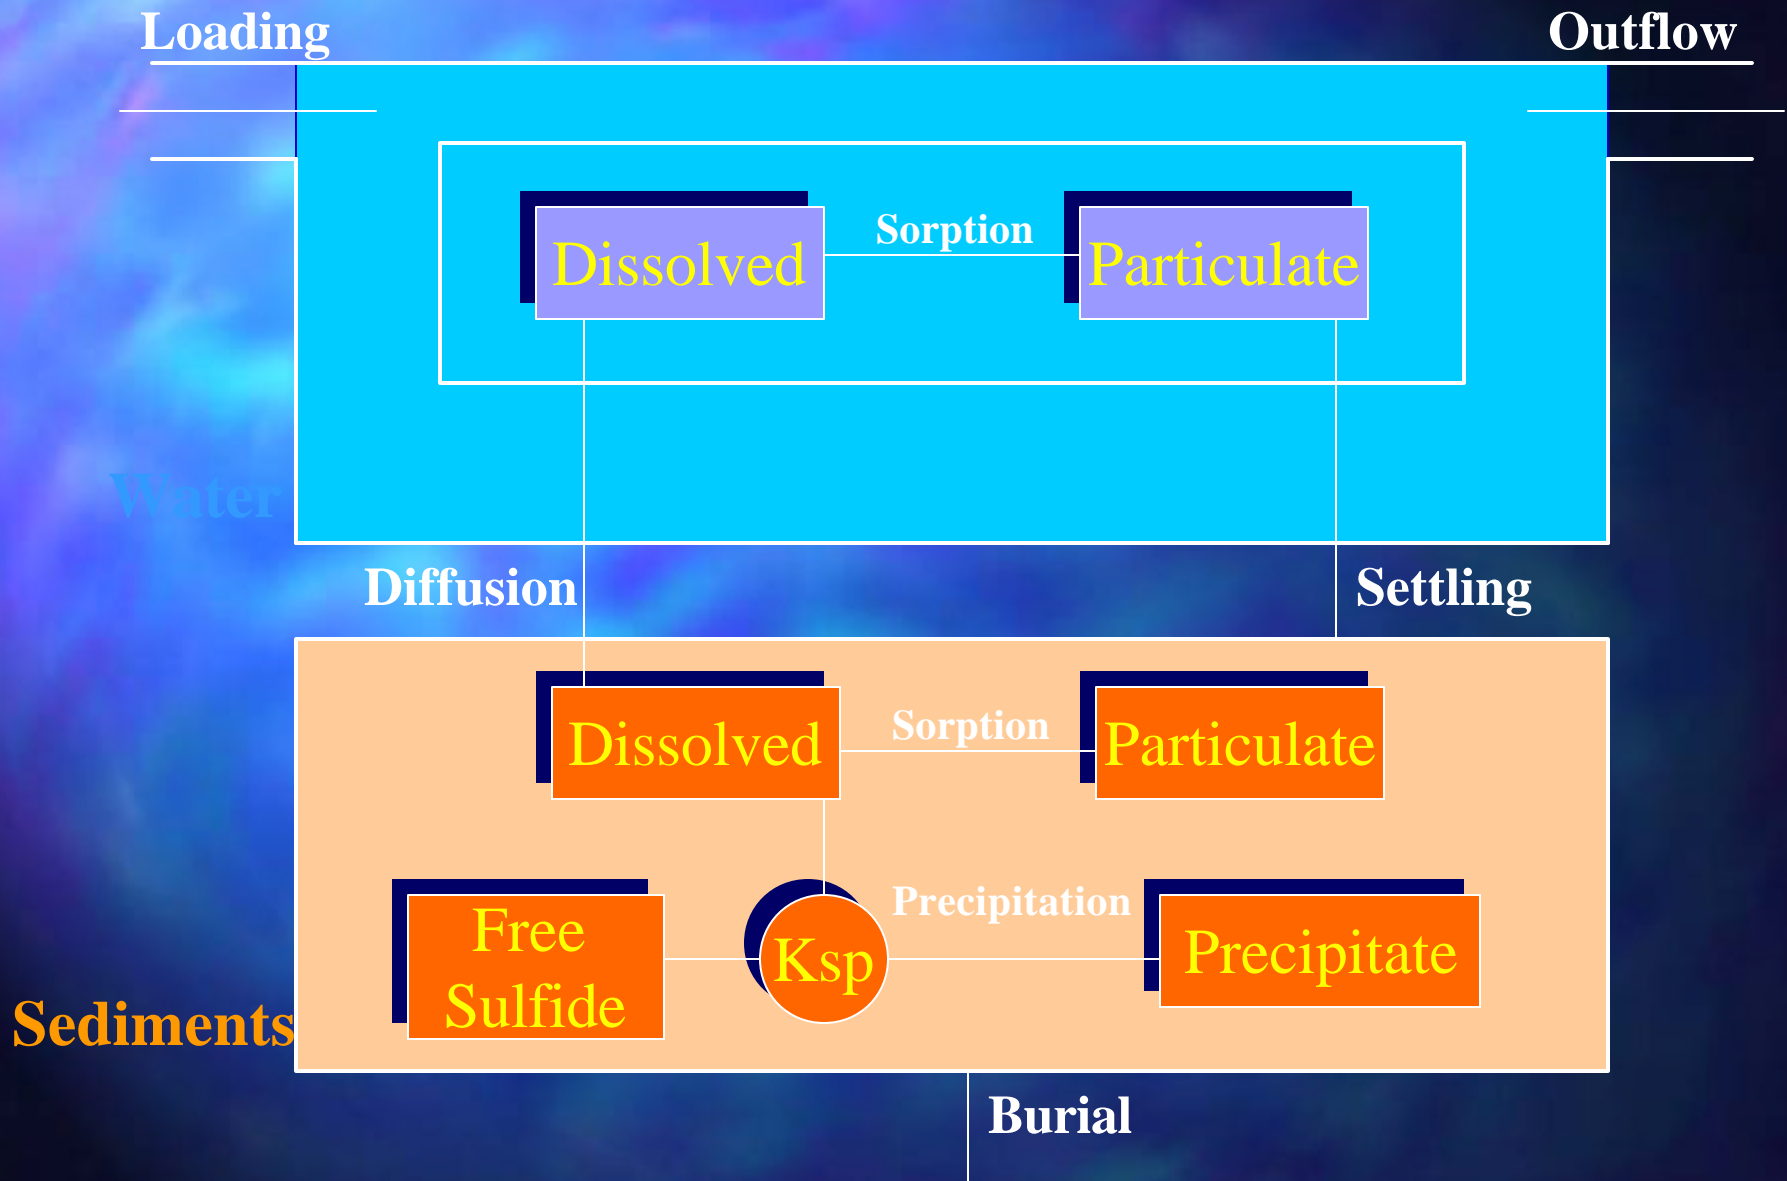 Loading
Outflow
Sorption
Dissolved
Particulate
Water
Diffusion
Settling
Sorption
Dissolved
Particulate
Precipitation
Free
Sulfide
Ksp
Precipitate
Sediments
Burial